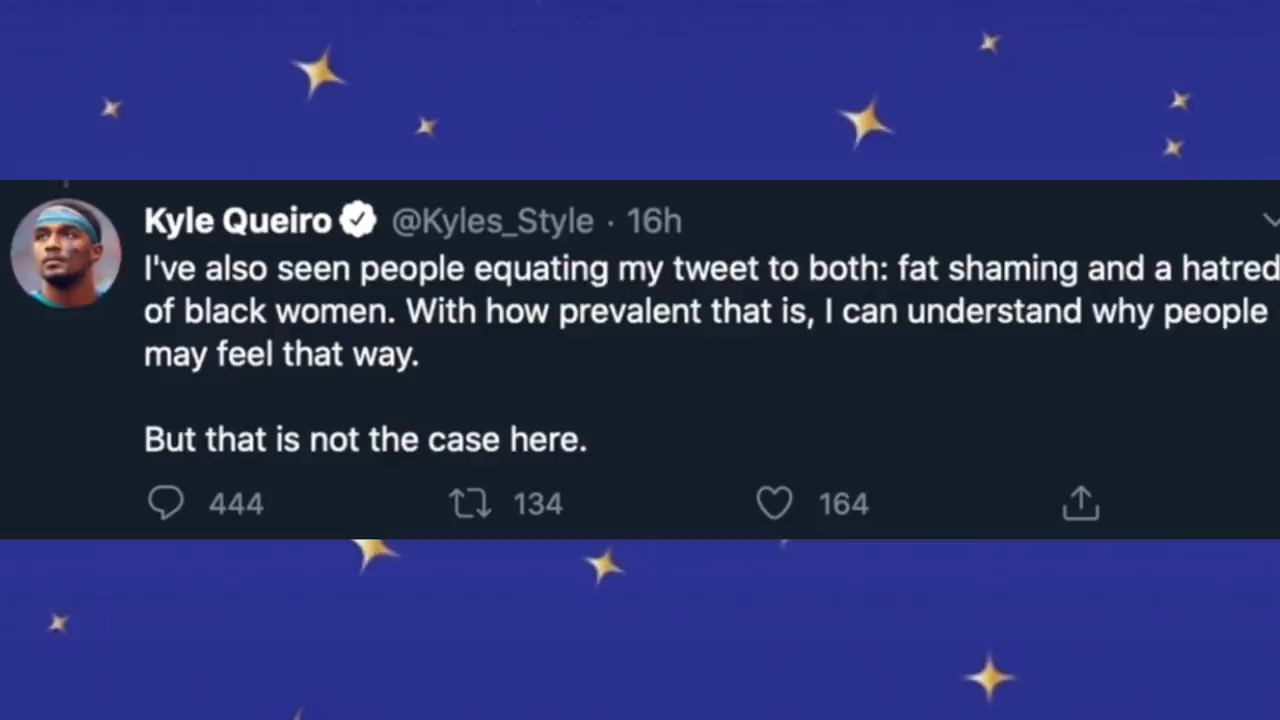 Kyle Queiro @Kyles_Style · 16h
I've also seen people equating my tweet to both: fat shaming and a hatred
of black women. With how prevalent that is, I can understand why people
may feel that way.
But that is not the case here.
444 134 164